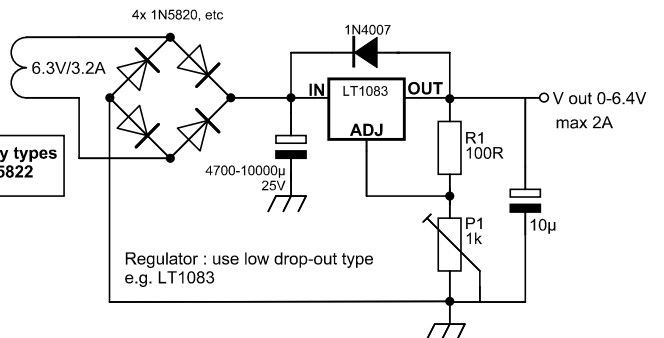 4x 1N5820, etc
1N4007
6.3V/3.2A
IN
LT1083
OUT
ADJ
V out 0-6.4V
max 2A
R1
100R
4700-10000µ
25V
y types
5822
P1
1k
10µ
Regulator : use low drop-out type
e.g. LT1083